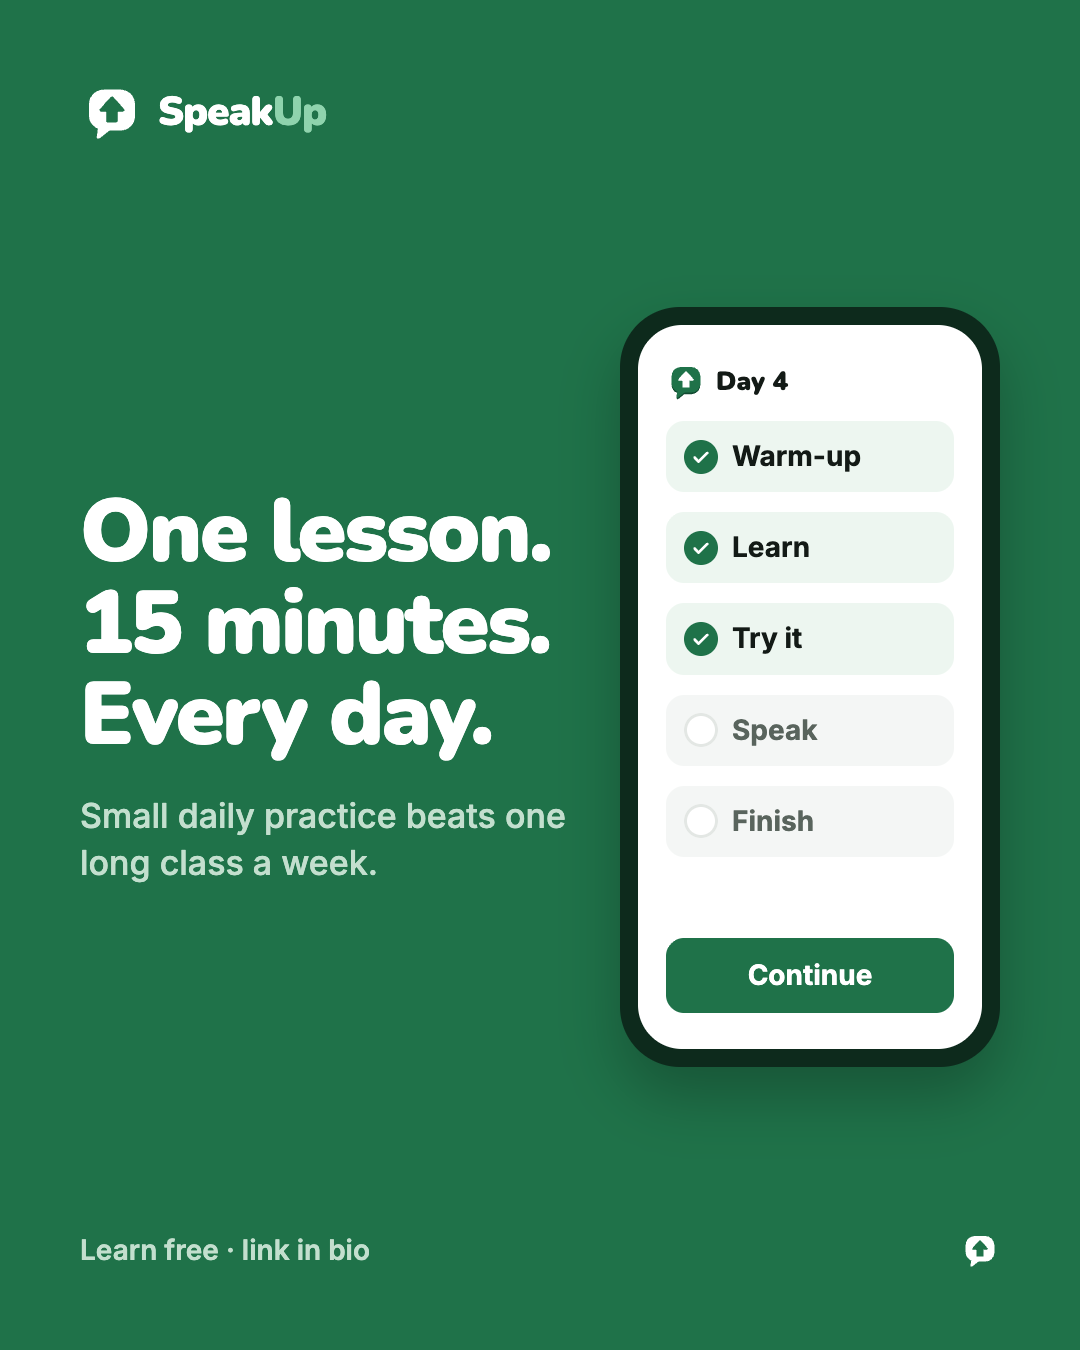 SpeakUp
One lesson.
15 minutes.
Every day.
Small daily practice beats one
long class a week.
Day 4
Warm-up
Learn
Try it
Speak
Finish
Continue
Learn free · link in bio